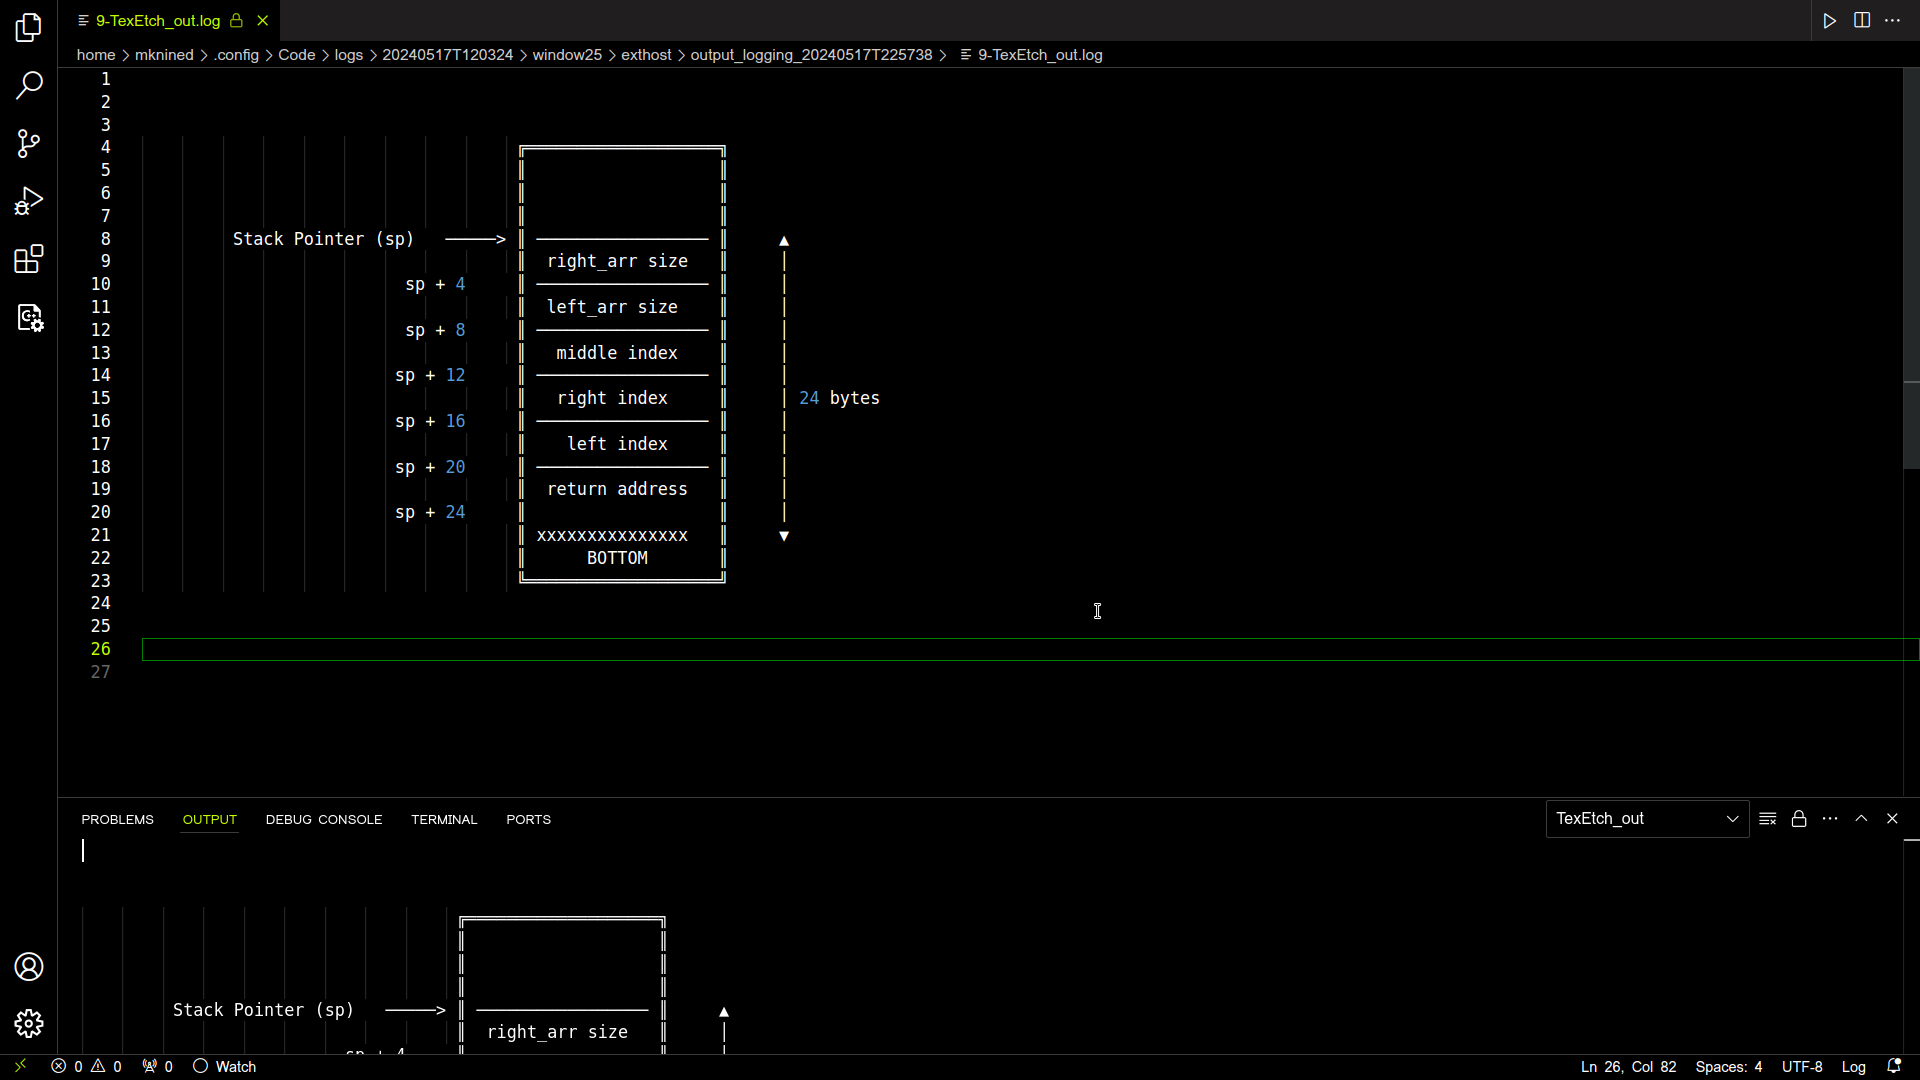 9-TexEtch_out.log
home > mknined > .config > Code > logs > 20240517T120324 > window25 > exthost > output_logging_20240517T225738 > 9-TexEtch_out.log
1
2
3
4
5
6
7
8 Stack Pointer (sp) ─────>
9 right_arr size
10 sp + 4
11 left_arr size
12 sp + 8
13 middle index
14 sp + 12
15 right index 24 bytes
16 sp + 16
17 left index
18 sp + 20
19 return address
20 sp + 24
21 xxxxxxxxxxxxxxx
22 BOTTOM
23
24
25
26
27
PROBLEMS OUTPUT DEBUG CONSOLE TERMINAL PORTS TexEtch_out
Stack Pointer (sp) ─────>
right_arr size
sp + 4
0 0 0 Watch Ln 26, Col 82 Spaces: 4 UTF-8 Log